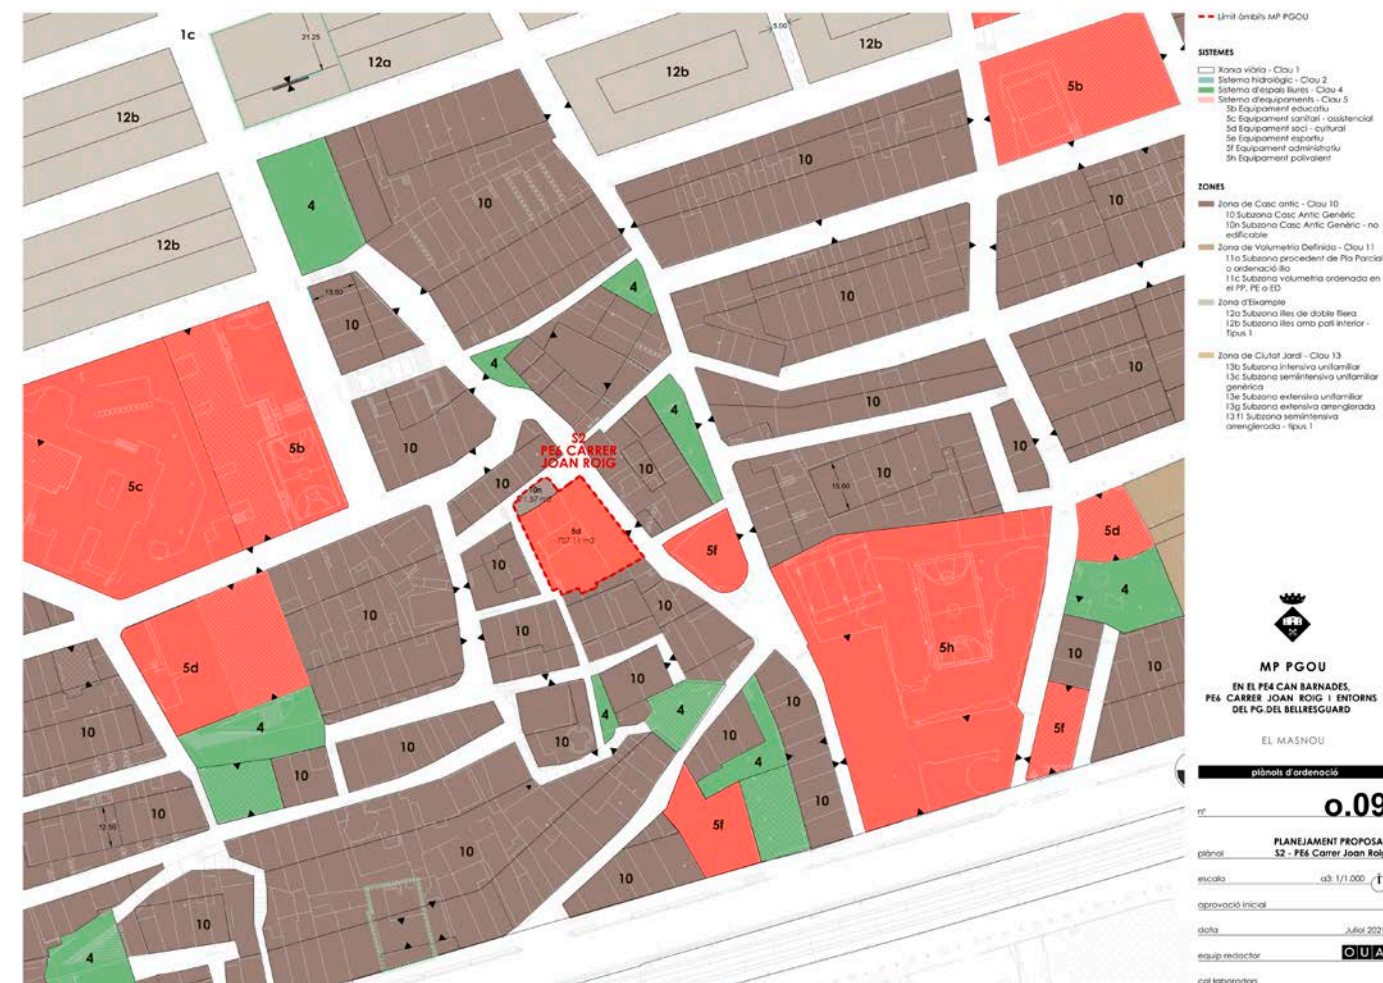 1c
21.25
12a
5.00
12b
12b
12b
12b
5b
10
10
10
4
10
4
10
13.50
10
10
4
4
10
10
5c
5b
10
S2
PE6 CARRER
JOAN ROIG
10
10
10
10n
15.00
5d
707.11 m2
5f
5d
4
10
10
10
10
5d
10
5h
10
10
4
4
4
10
10
10
10
10
4
5f
10
12.50
10
5f
10
10
10
10
4
Límit àmbits MP PGOU
SISTEMES
Xarxa viària - Clau 1
Sistema hidrològic - Clau 2
Sistema d'espais lliures - Clau 4
Sistema d'equipaments - Clau 5
5b Equipament educatiu
5c Equipament sanitari - assistencial
5d Equipament soci - cultural
5e Equipament esportiu
5f Equipament administratiu
5h Equipament polivalent
ZONES
Zona de Casc antic - Clau 10
10 Subzona Casc Antic Genèric
10n Subzona Casc Antic Genèric - no
edificable
Zona de Volumetria Definida - Clau 11
11a Subzona procedent de Pla Parcial
o ordenació illa
11c Subzona volumetria ordenada en
el PP, PE o ED
Zona d'Eixample
12a Subzona illes de doble filera
12b Subzona illes amb pati interior -
Tipus 1
Zona de Ciutat Jardí - Clau 13
13b Subzona intensiva unifamiliar
13c Subzona semiintensiva unifamiliar
genèrica
13e Subzona extensiva unifamiliar
13g Subzona extensiva arrenglerada
13 f1 Subzona semiintensiva
arrenglerada - tipus 1
MP PGOU
EN EL PE4 CAN BARNADES,
PE6 CARRER JOAN ROIG I ENTORNS
DEL PG.DEL BELLRESGUARD
EL MASNOU
plànols d'ordenació
nº o.09
PLANEJAMENT PROPOSA
plànol S2 - PE6 Carrer Joan Roig
escala a3: 1/1.000
aprovació inicial
data Juliol 202
equip redactor OUA
col·laboradors